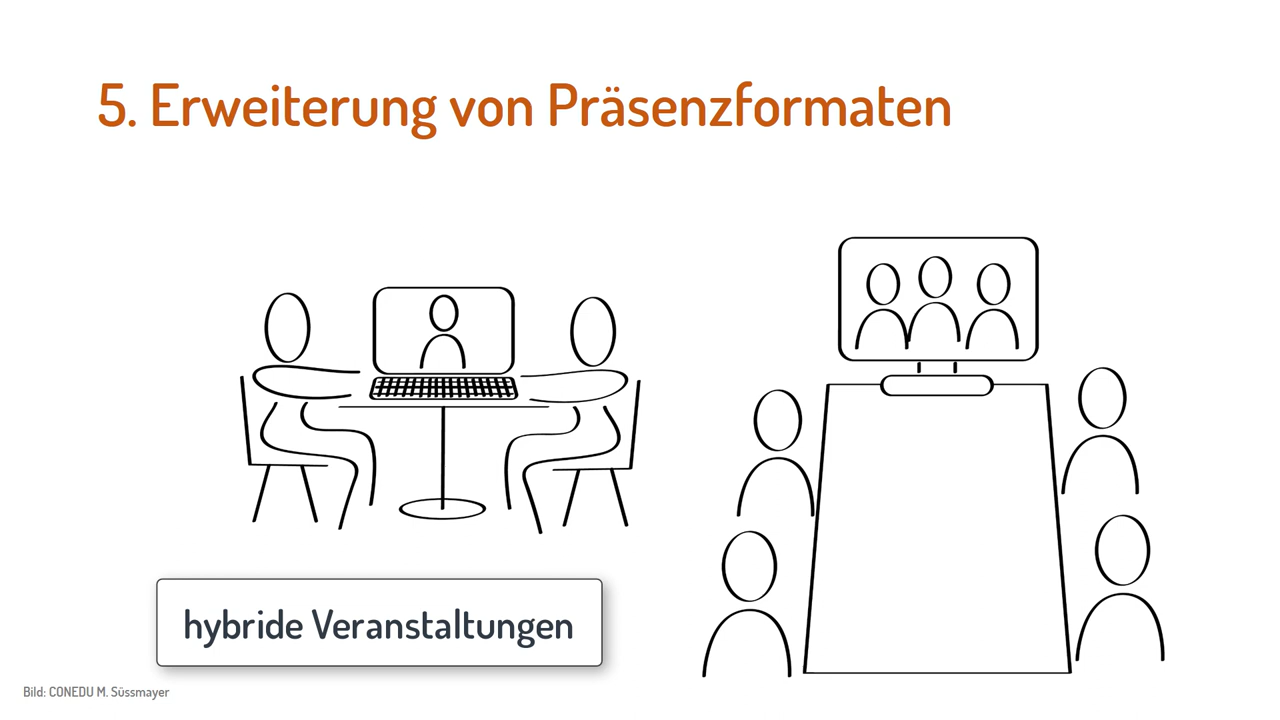 5. Erweiterung von Präsenzformaten
hybride Veranstaltungen
Bild: CONEDU M. Süssmayer